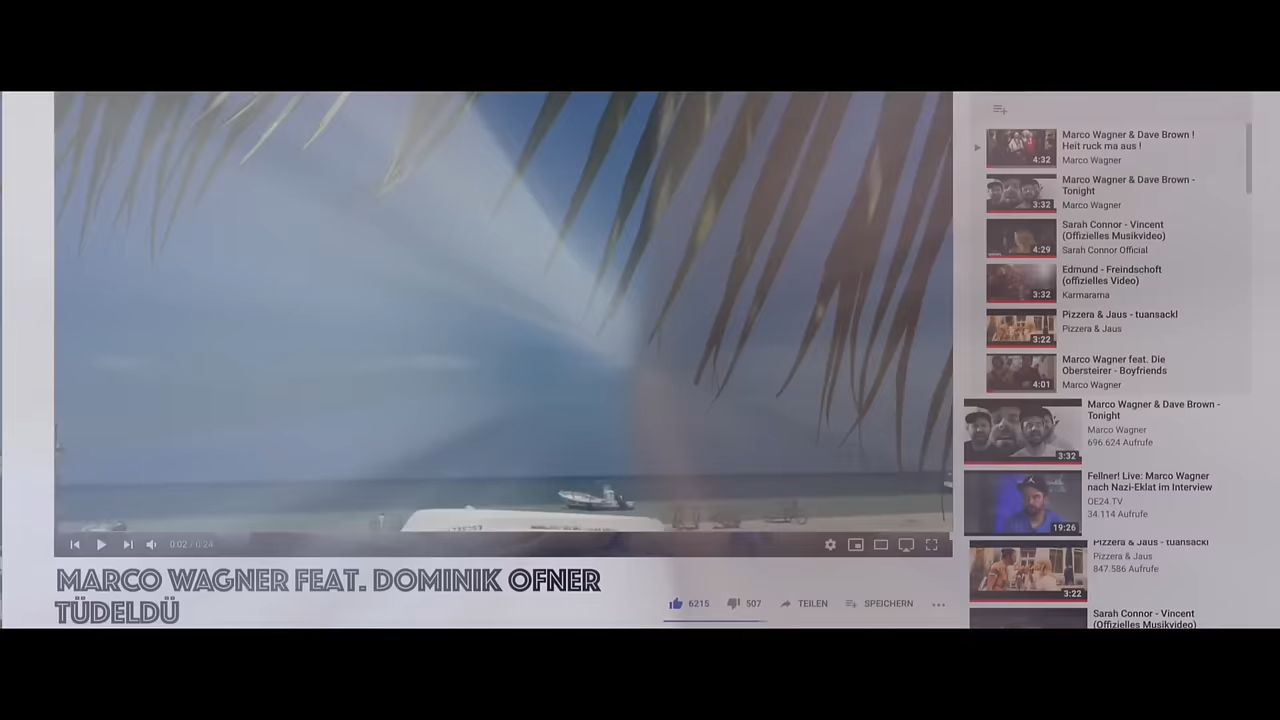 Marco Wagner & Dave Brown !
Heit ruck ma aus !
Marco Wagner
4:32
Marco Wagner & Dave Brown -
Tonight
Marco Wagner
3:32
Sarah Connor - Vincent
(Offizielles Musikvideo)
Sarah Connor Official
4:29
Edmund - Freindschoft
(offizielles Video)
Karmarama
3:32
Pizzera & Jaus - tuansackl
Pizzera & Jaus
3:22
Marco Wagner feat. Die
Obersteirer - Boyfriends
Marco Wagner
4:01
Marco Wagner & Dave Brown -
Tonight
Marco Wagner
696.624 Aufrufe
3:32
Fellner! Live: Marco Wagner
nach Nazi-Eklat im Interview
OE24.TV
34.114 Aufrufe
19:26
Pizzera & Jaus - tuansackl
Pizzera & Jaus
847.586 Aufrufe
3:22
Sarah Connor - Vincent
(Offizielles Musikvideo)
0:02 / 0:24
MARCO WAGNER FEAT. DOMINIK OFNER
TÜDELDÜ
6215 507 TEILEN SPEICHERN